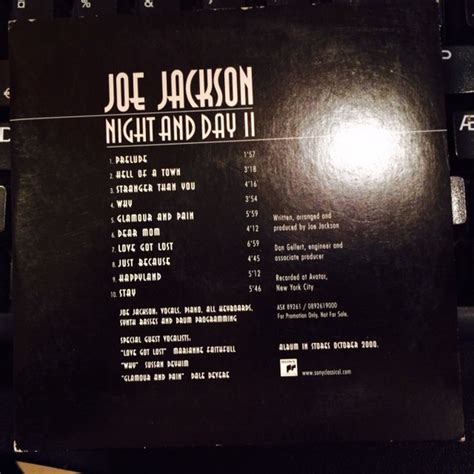 JOE JACKSON
NIGHT AND DAY II
1. PRELUDE 1'57
2. HELL OF A TOWN 3'18
3. STRANGER THAN YOU 4'16
4. WHY 3'54
5. GLAMOUR AND PAIN 5'59
6. DEAR MOM 4'12
7. LOVE GOT LOST 6'59
8. JUST BECAUSE 4'45
9. HAPPYLAND 5'12
10. STAY 5'46
JOE JACKSON, VOCALS, PIANO, ALL KEYBOARDS,
SYNTH BASSES AND DRUM PROGRAMMING
SPECIAL GUEST VOCALISTS:
"LOVE GOT LOST" MARIANNE FAITHFULL
"WHY" SUSSAN DEYHIM
"GLAMOUR AND PAIN" DALE DEVERE
Written, arranged and
produced by Joe Jackson
Dan Gellert, engineer and
associate producer
Recorded at Avatar,
New York City
ASK 89261 / 0892619000
For Promotion Only. Not For Sale.
ALBUM IN STORES OCTOBER 2000.
www.sonyclassical.com